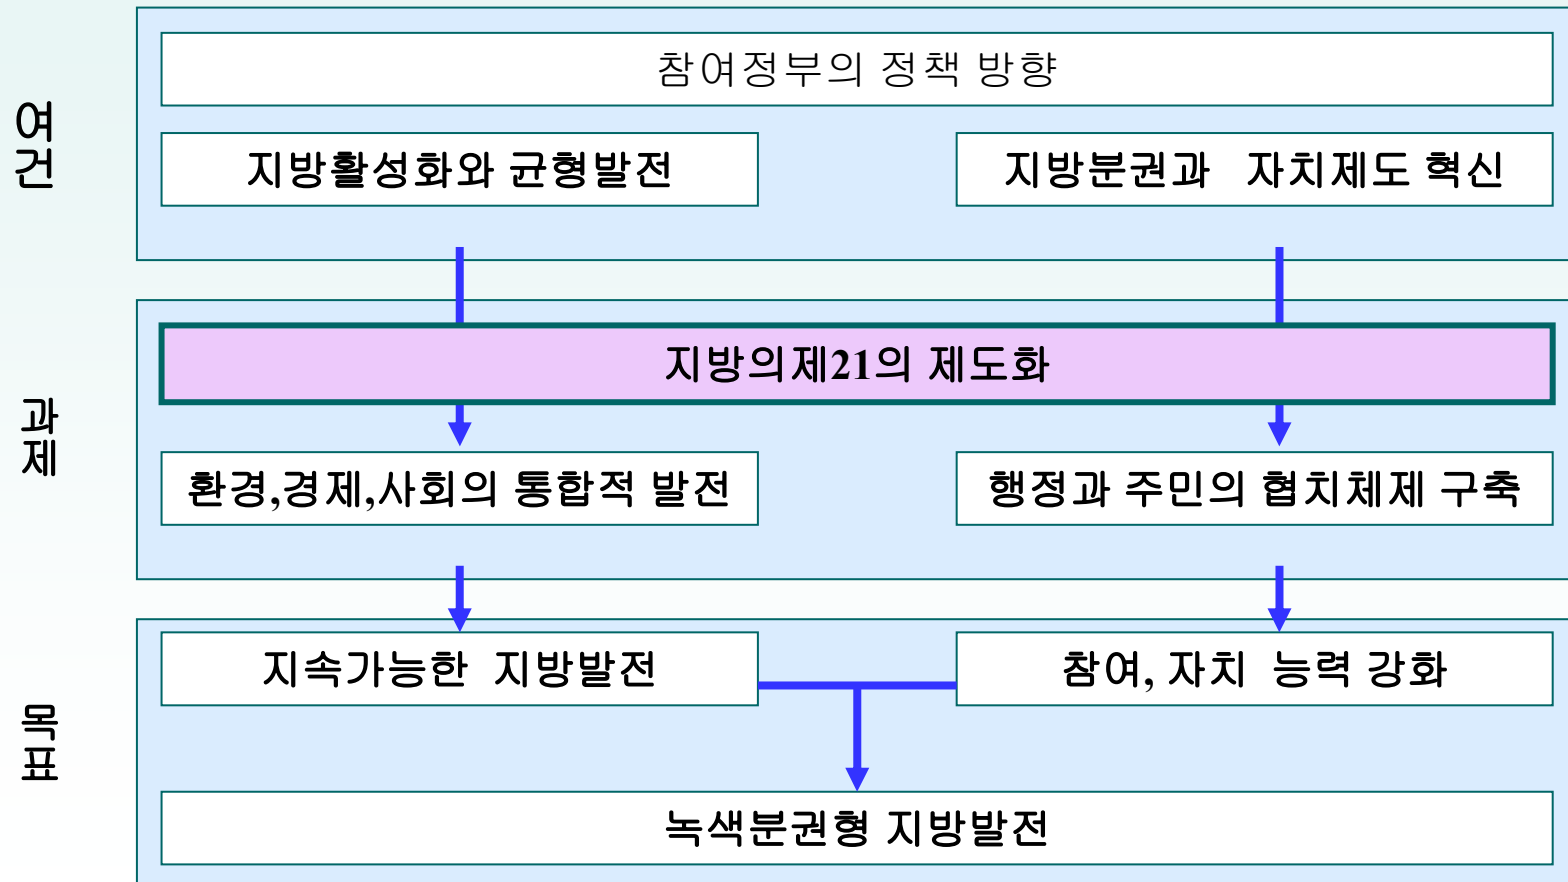 여건
참여정부의 정책 방향
지방활성화와 균형발전
지방분권과 자치제도 혁신
과제
지방의제21의 제도화
환경,경제,사회의 통합적 발전
행정과 주민의 협치체제 구축
목표
지속가능한 지방발전
참여, 자치 능력 강화
녹색분권형 지방발전